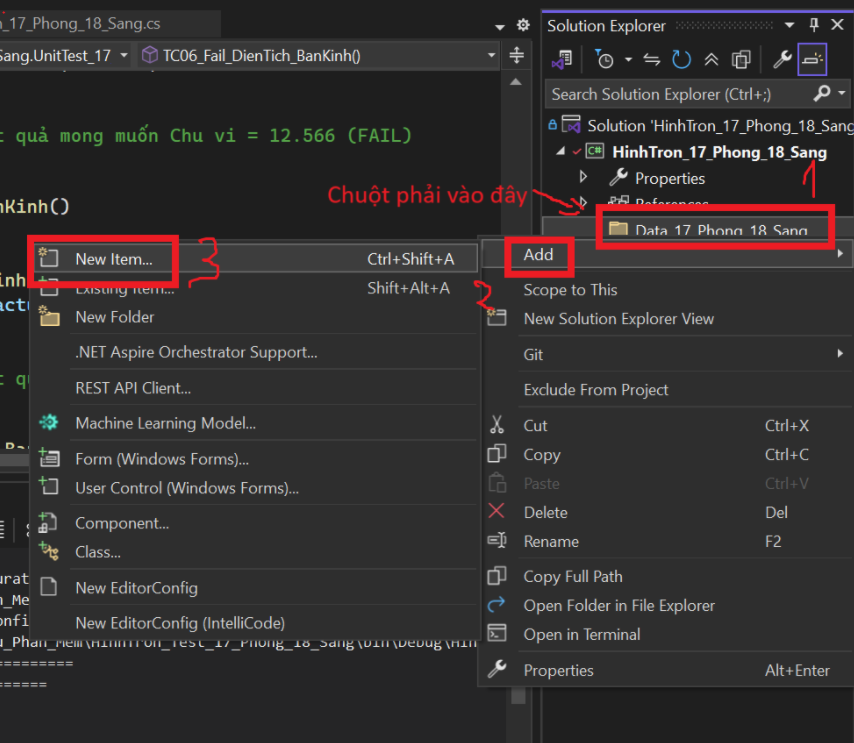 n_17_Phong_18_Sang.cs
Sang.UnitTest_17
TC06_Fail_DienTich_BanKinh()
quả mong muốn Chu vi = 12.566 (FAIL)
nKinh()
Solution Explorer
Search Solution Explorer (Ctrl+;)
Solution 'HinhTron_17_Phong_18_Sang
HinhTron_17_Phong_18_Sang
1
Properties
References
Chuột phải vào đây
Data_17_Phong_18_Sang
New Item... Ctrl+Shift+A
3
Existing Item... Shift+Alt+A
New Folder
.NET Aspire Orchestrator Support...
REST API Client...
Machine Learning Model...
Form (Windows Forms)...
User Control (Windows Forms)...
Component...
Class...
New EditorConfig
New EditorConfig (IntelliCode)
Add
2
Scope to This
New Solution Explorer View
Git
Exclude From Project
Cut Ctrl+X
Copy Ctrl+C
Paste Ctrl+V
Delete Del
Rename F2
Copy Full Path
Open Folder in File Explorer
Open in Terminal
Properties Alt+Enter
u_Phan_Mem\HinhTron_Test_17_Phong_18_Sang\bin\Debug\Hin
=========
======